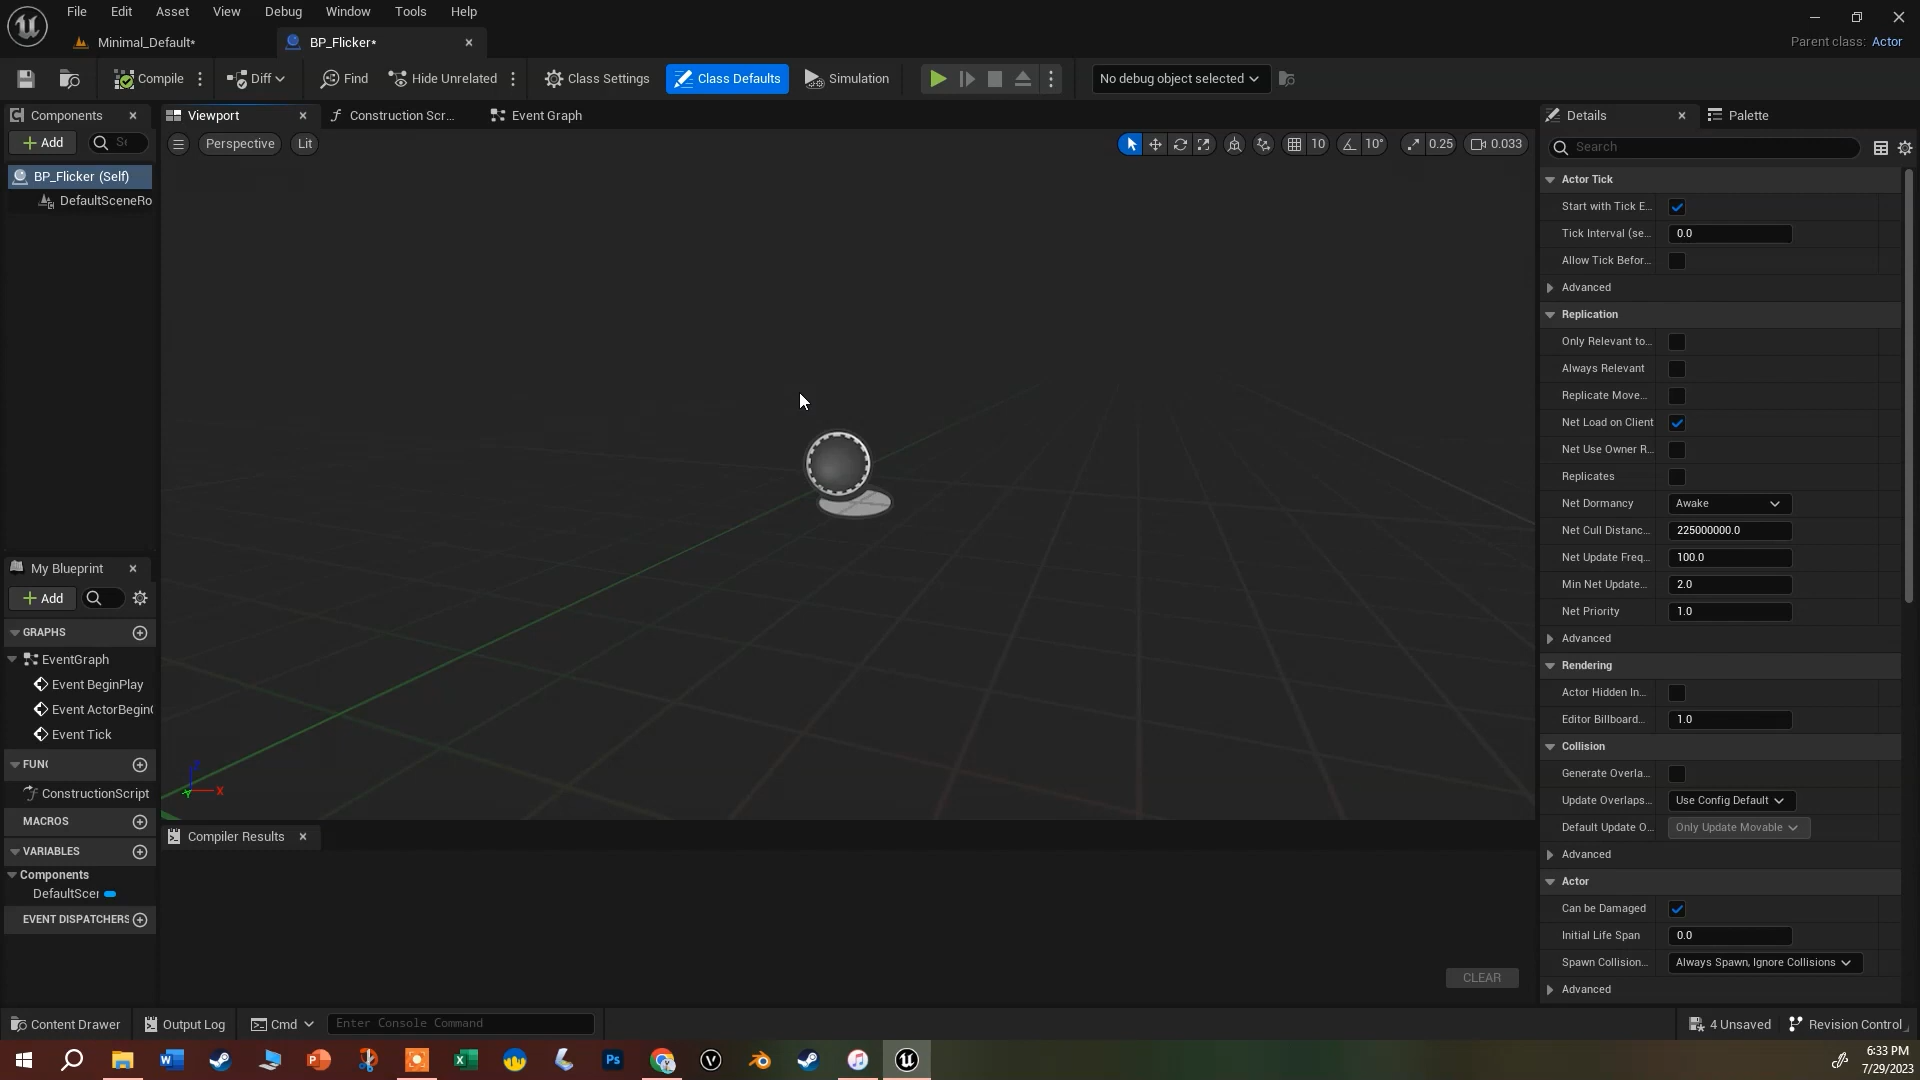 File Edit Asset View Debug Window Tools Help
Minimal_Default*
BP_Flicker*
Parent class: Actor
Compile
Diff
Find
Hide Unrelated
Class Settings
Class Defaults
Simulation
No debug object selected
Components
Add
BP_Flicker (Self)
DefaultSceneRo
Viewport
Construction Scr...
Event Graph
Perspective
Lit
10
10°
0.25
0.033
X
My Blueprint
Add
GRAPHS
EventGraph
Event BeginPlay
Event ActorBegin
Event Tick
FUNC
ConstructionScript
MACROS
VARIABLES
Components
DefaultScer
EVENT DISPATCHERS
Compiler Results
CLEAR
Details
Palette
Search
Actor Tick
Start with Tick E...
Tick Interval (se... 0.0
Allow Tick Befor...
Advanced
Replication
Only Relevant to...
Always Relevant
Replicate Move...
Net Load on Client
Net Use Owner R...
Replicates
Net Dormancy Awake
Net Cull Distanc... 225000000.0
Net Update Freq... 100.0
Min Net Update... 2.0
Net Priority 1.0
Advanced
Rendering
Actor Hidden In...
Editor Billboard... 1.0
Collision
Generate Overla...
Update Overlaps... Use Config Default
Default Update O... Only Update Movable
Advanced
Actor
Can be Damaged
Initial Life Span 0.0
Spawn Collision... Always Spawn, Ignore Collisions
Advanced
Content Drawer
Output Log
Cmd
Enter Console Command
4 Unsaved
Revision Control
6:33 PM
7/29/2023